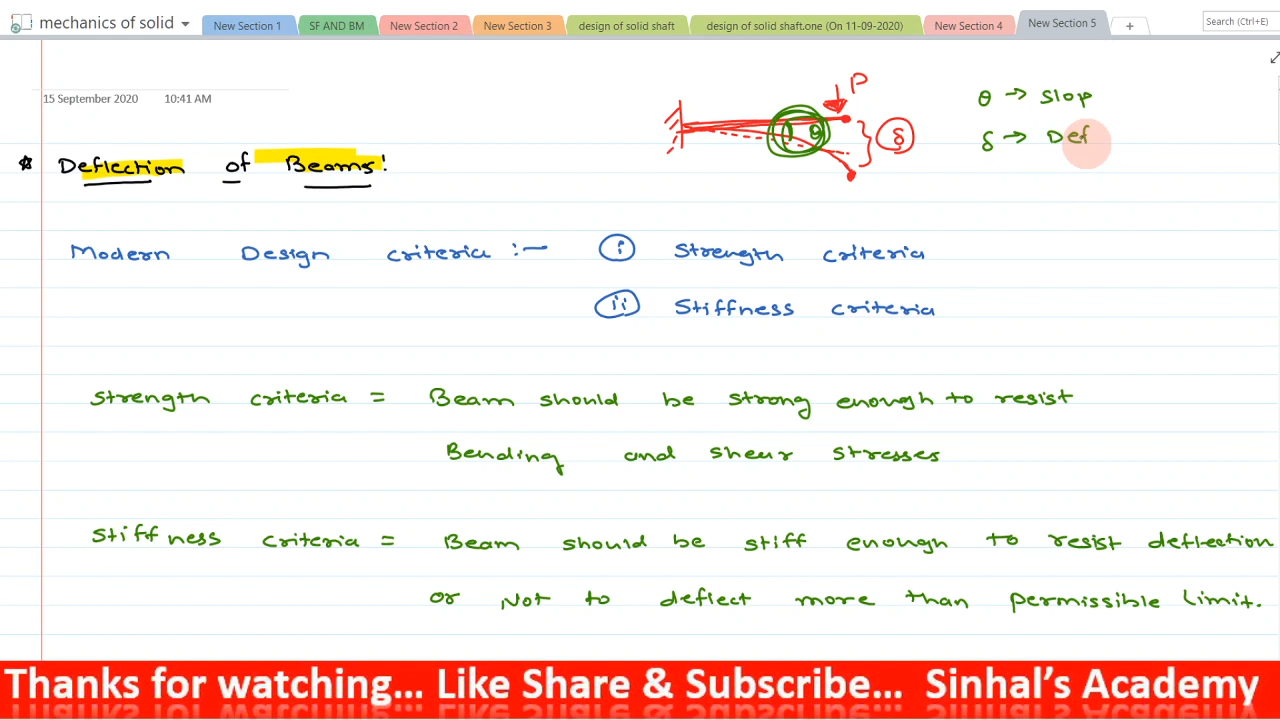 mechanics of solid
New Section 1
SF AND BM
New Section 2
New Section 3
design of solid shaft
design of solid shaft.one (On 11-09-2020)
New Section 4
New Section 5
+
Search (Ctrl+E)
15 September 2020 10:41 AM
P
θ
δ
θ → Slop
δ → Def
* Deflection of Beams!
Modern Design criteria :- i Strength criteria
ii Stiffness criteria
Strength criteria = Beam should be strong enough to resist
Bending and shear stresses
Stiffness criteria = Beam should be stiff enough to resist deflection
or Not to deflect more than permissible limit.
Thanks for watching... Like Share & Subscribe... Sinhal's Academy